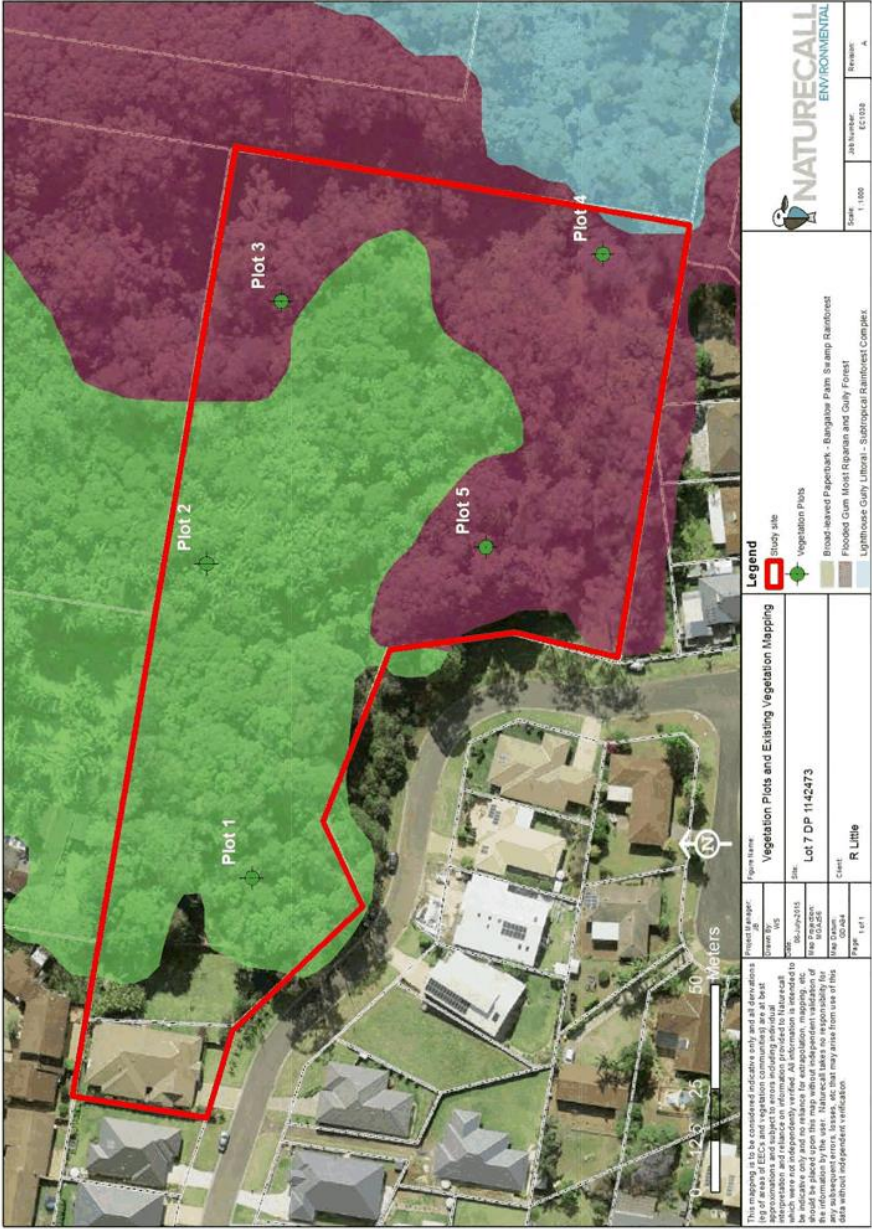 Plot 1
Plot 2
Plot 3
Plot 4
Plot 5
N
0 12.5 25 50
Meters
This mapping is to be considered indicative only and all derivations
(eg of areas of EECs and vegetation communities) are at best
approximations and subject to errors including individual
interpretation and reliance on information provided to Naturecall
which were not independently verified. All information is intended to
be indicative only and no reliance for extrapolation, mapping, etc
should be placed upon this map without independent validation of
the information by the user. Naturecall takes no responsibility for
any subsequent errors, losses, etc that may arise from use of this
data without independent verification.
Project Manager:
JB
Drawn By:
WS
Date:
08-July-2015
Map Projection:
MGA56
Map Datum:
GDA94
Page: 1 of 1
Figure Name:
Vegetation Plots and Existing Vegetation Mapping
Site:
Lot 7 DP 1142473
Client:
R Little
Legend
Study site
Vegetation Plots
Broad-leaved Paperbark - Bangalow Palm Swamp Rainforest
Flooded Gum Moist Riparian and Gully Forest
Lighthouse Gully Littoral - Subtropical Rainforest Complex
NATURECALL
ENVIRONMENTAL
Scale:
1:1000
Job Number:
EC1038
Revision:
A